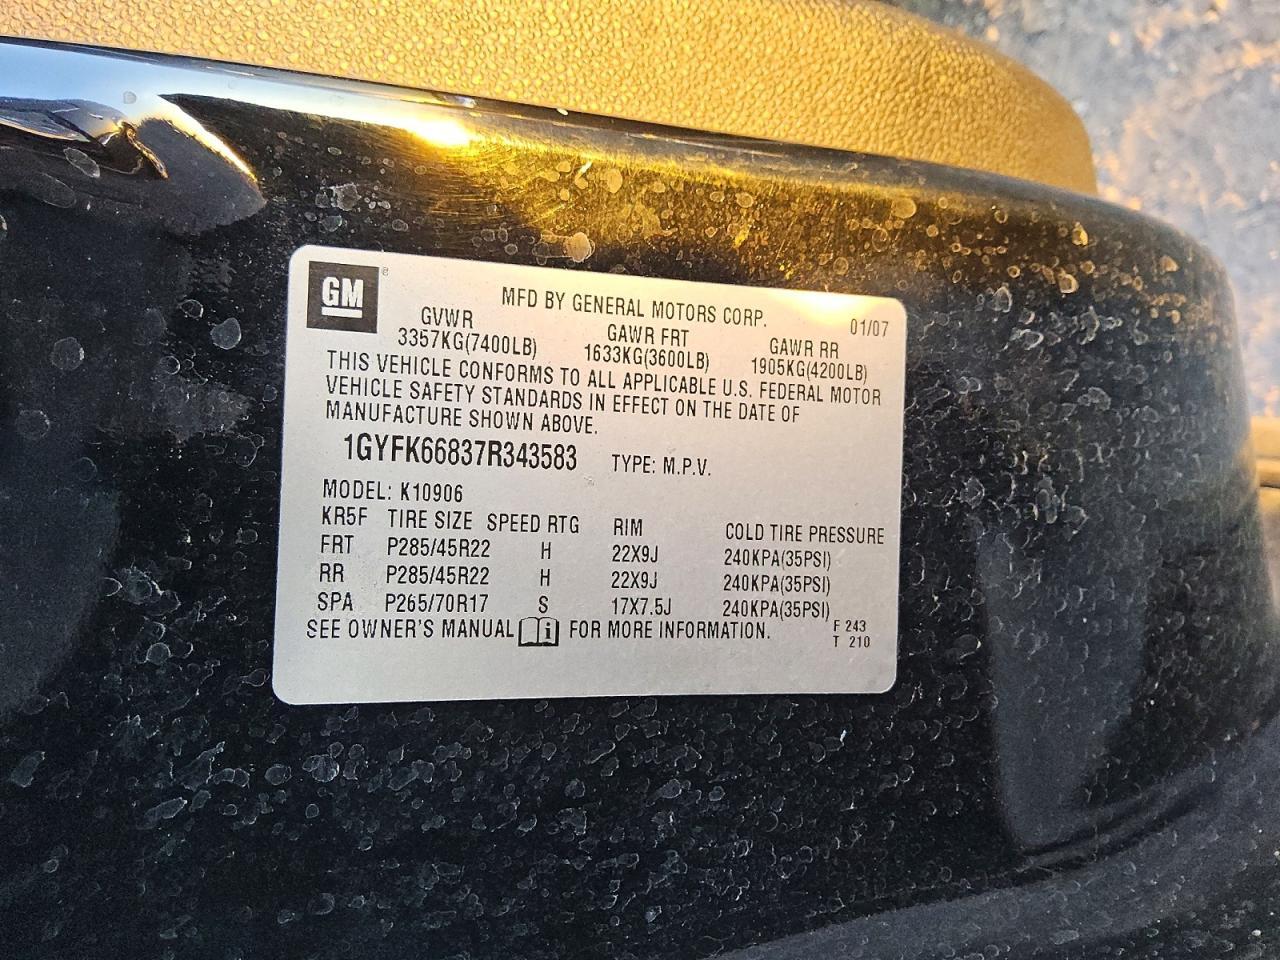 GM ®
MFD BY GENERAL MOTORS CORP. 01/07
GVWR GAWR FRT GAWR RR
3357KG(7400LB) 1633KG(3600LB) 1905KG(4200LB)
THIS VEHICLE CONFORMS TO ALL APPLICABLE U.S. FEDERAL MOTOR
VEHICLE SAFETY STANDARDS IN EFFECT ON THE DATE OF
MANUFACTURE SHOWN ABOVE.
1GYFK66837R343583 TYPE: M.P.V.
MODEL: K10906
KR5F TIRE SIZE SPEED RTG RIM COLD TIRE PRESSURE
FRT P285/45R22 H 22X9J 240KPA(35PSI)
RR P285/45R22 H 22X9J 240KPA(35PSI)
SPA P265/70R17 S 17X7.5J 240KPA(35PSI)
SEE OWNER'S MANUAL FOR MORE INFORMATION. F 243
T 210